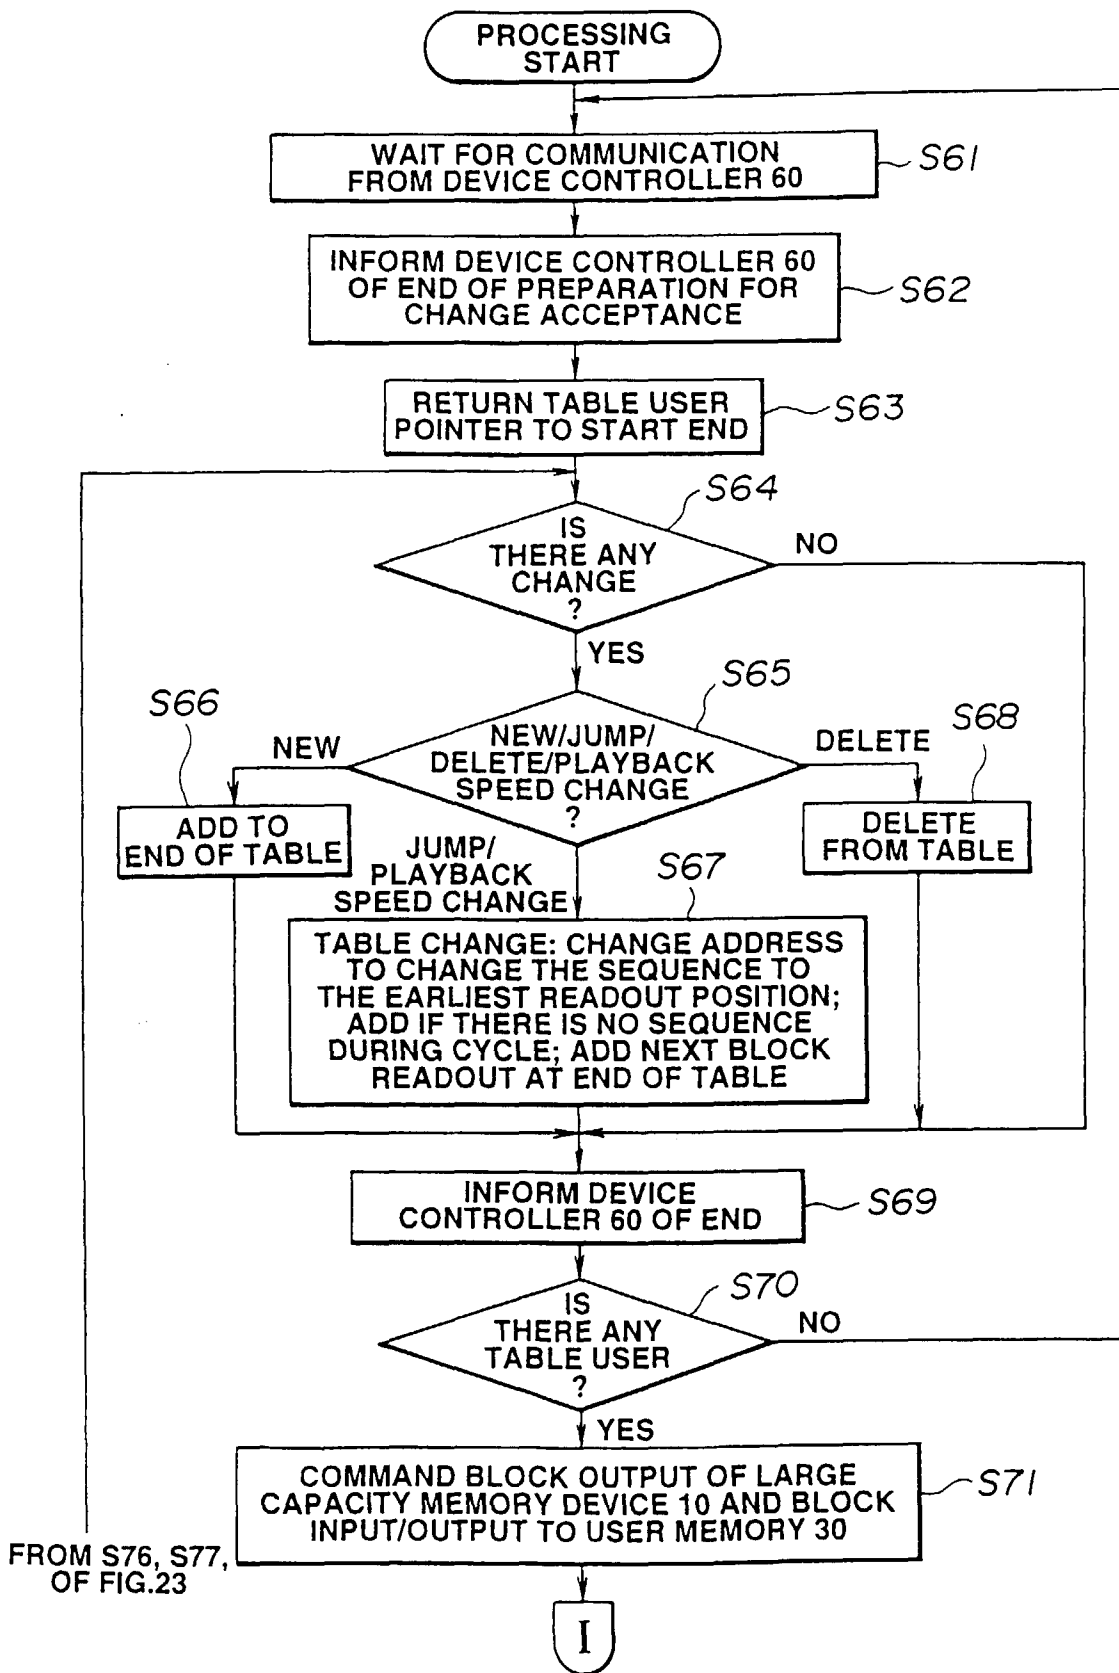 PROCESSING
START
WAIT FOR COMMUNICATION
FROM DEVICE CONTROLLER 60
S61
INFORM DEVICE CONTROLLER 60
OF END OF PREPARATION FOR
CHANGE ACCEPTANCE
S62
RETURN TABLE USER
POINTER TO START END
S63
S64
IS
THERE ANY
CHANGE
?
NO
YES
S65
S66
NEW
NEW/JUMP/
DELETE/PLAYBACK
SPEED CHANGE
?
DELETE
S68
ADD TO
END OF TABLE
DELETE
FROM TABLE
JUMP/
PLAYBACK
SPEED CHANGE
S67
TABLE CHANGE: CHANGE ADDRESS
TO CHANGE THE SEQUENCE TO
THE EARLIEST READOUT POSITION;
ADD IF THERE IS NO SEQUENCE
DURING CYCLE; ADD NEXT BLOCK
READOUT AT END OF TABLE
INFORM DEVICE
CONTROLLER 60 OF END
S69
S70
IS
THERE ANY
TABLE USER
?
NO
YES
COMMAND BLOCK OUTPUT OF LARGE
CAPACITY MEMORY DEVICE 10 AND BLOCK
INPUT/OUTPUT TO USER MEMORY 30
S71
FROM S76, S77,
OF FIG.23
I